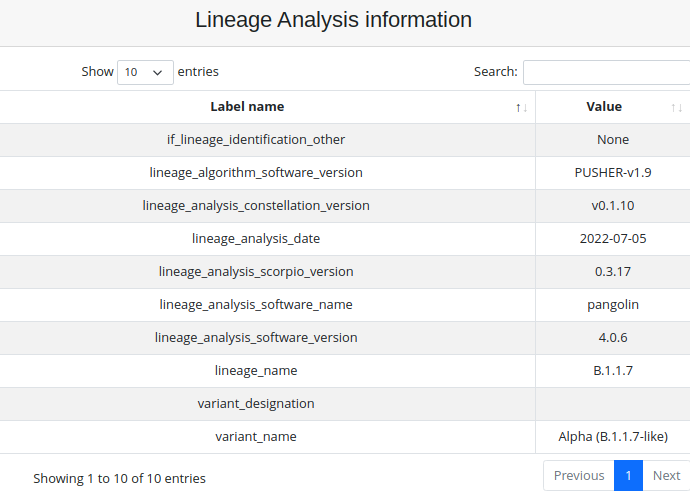 Lineage Analysis information
Show 10 entries Search:
Label name ↑↓ Value ↑↓
if_lineage_identification_other None
lineage_algorithm_software_version PUSHER-v1.9
lineage_analysis_constellation_version v0.1.10
lineage_analysis_date 2022-07-05
lineage_analysis_scorpio_version 0.3.17
lineage_analysis_software_name pangolin
lineage_analysis_software_version 4.0.6
lineage_name B.1.1.7
variant_designation
variant_name Alpha (B.1.1.7-like)
Showing 1 to 10 of 10 entries Previous 1 Next